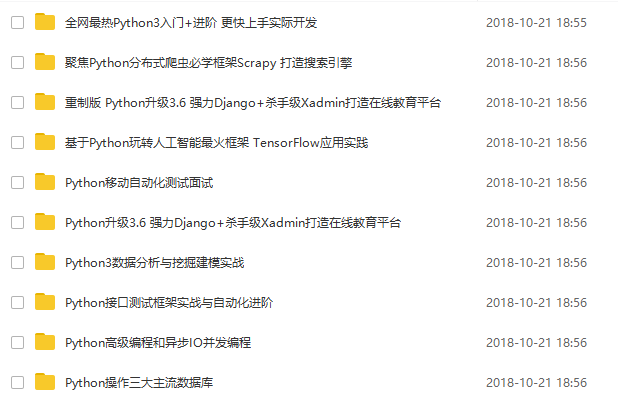 全网最热Python3入门+进阶 更快上手实际开发 2018-10-21 18:55
聚焦Python分布式爬虫必学框架Scrapy 打造搜索引擎 2018-10-21 18:56
重制版 Python升级3.6 强力Django+杀手级Xadmin打造在线教育平台 2018-10-21 18:56
基于Python玩转人工智能最火框架 TensorFlow应用实践 2018-10-21 18:56
Python移动自动化测试面试 2018-10-21 18:56
Python升级3.6 强力Django+杀手级Xadmin打造在线教育平台 2018-10-21 18:56
Python3数据分析与挖掘建模实战 2018-10-21 18:56
Python接口测试框架实战与自动化进阶 2018-10-21 18:56
Python高级编程和异步IO并发编程 2018-10-21 18:56
Python操作三大主流数据库 2018-10-21 18:56